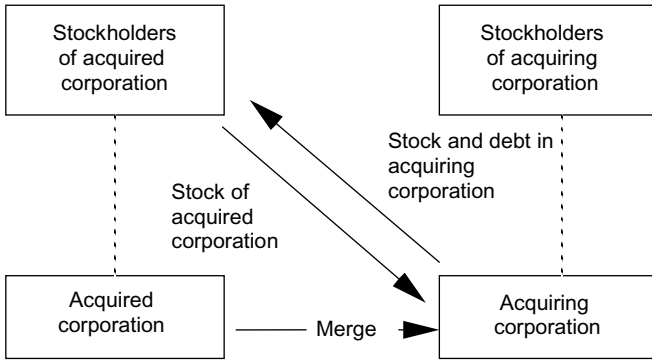 Stockholders
of acquired
corporation
Stockholders
of acquiring
corporation
Stock and debt in
acquiring
corporation
Stock of
acquired
corporation
Acquired
corporation
Merge
Acquiring
corporation